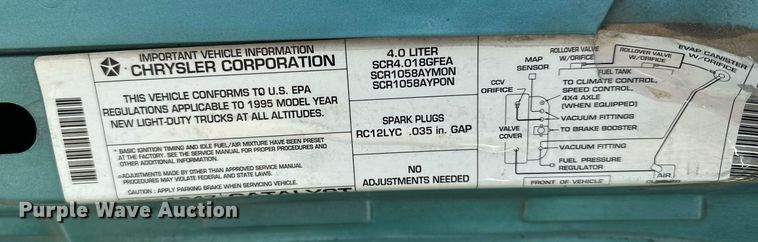 IMPORTANT VEHICLE INFORMATION
CHRYSLER CORPORATION
THIS VEHICLE CONFORMS TO U.S. EPA
REGULATIONS APPLICABLE TO 1995 MODEL YEAR
NEW LIGHT-DUTY TRUCKS AT ALL ALTITUDES.
* BASIC IGNITION TIMING AND IDLE FUEL/AIR MIXTURE HAVE BEEN PRESET
AT THE FACTORY. SEE THE SERVICE MANUAL FOR PROPER PROCEDURES AND
OTHER ADDITIONAL INFORMATION.
ADJUSTMENTS MADE BY OTHER THAN APPROVED SERVICE MANUAL
PROCEDURES MAY VIOLATE FEDERAL AND STATE LAWS.
CAUTION : APPLY PARKING BRAKE WHEN SERVICING VEHICLE
CATALYST
4.0 LITER
SCR4.018GFEA
SCR1058AYMON
SCR1058AYPON
SPARK PLUGS
RC12LYC .035 in. GAP
NO
ADJUSTMENTS NEEDED
MAP
SENSOR
ROLLOVER VALVE
W/ORIFICE
ROLLOVER VALVE
W/ORIFICE
EVAP CANISTER
W/ORIFICE
FUEL TANK
CCV
ORIFICE
TO CLIMATE CONTROL,
SPEED CONTROL,
4X4 AXLE
(WHEN EQUIPPED)
VACUUM FITTINGS
VALVE
COVER
TO BRAKE BOOSTER
VACUUM FITTING
FUEL PRESSURE
REGULATOR
AIR
FRONT OF VEHICLE
Purple Wave Auction